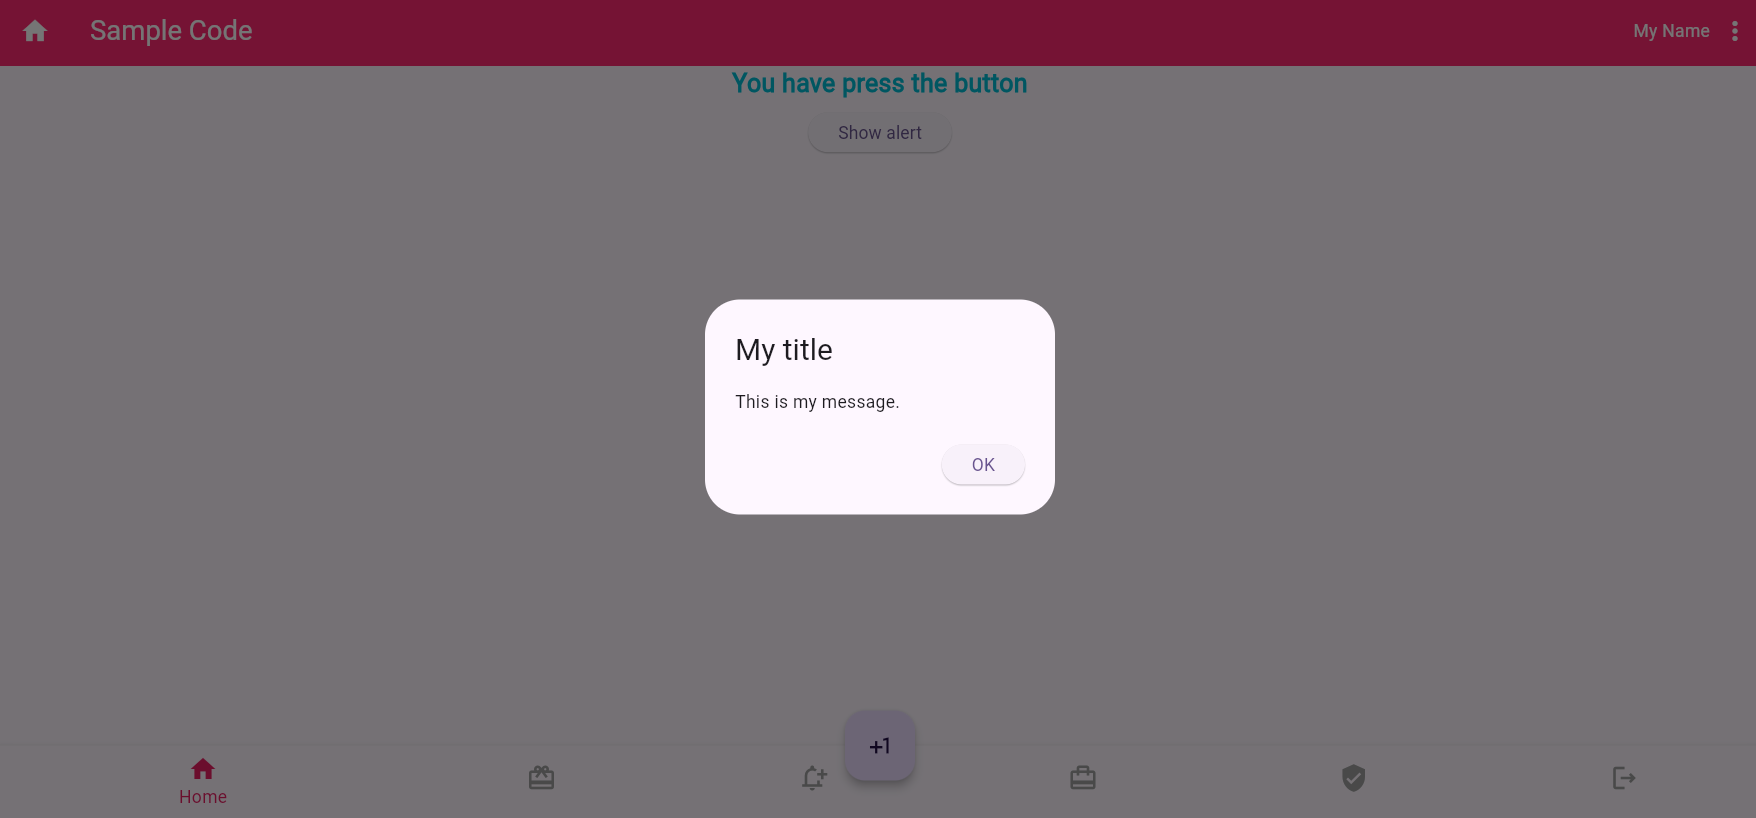 Sample Code
My Name
You have press the button
Show alert
My title
This is my message.
OK
+1
Home